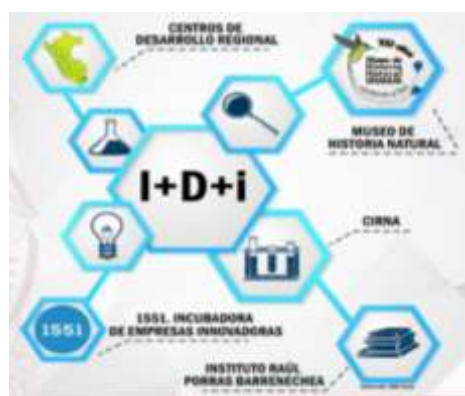 CENTROS DE
DESARROLLO REGIONAL
MUSEO DE
HISTORIA NATURAL
I+D+i
CIRNA
1551
1551. INCUBADORA
DE EMPRESAS INNOVADORAS
INSTITUTO RAÚL
PORRAS BARRENECHEA